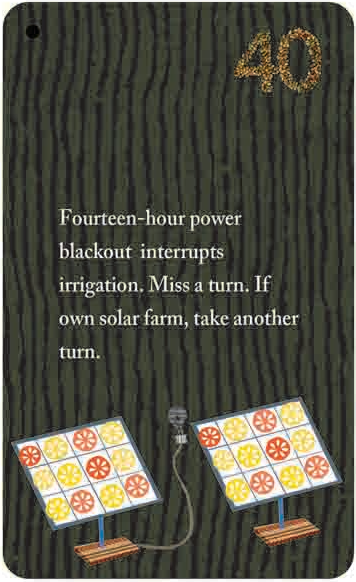 40
Fourteen-hour power
blackout interrupts
irrigation. Miss a turn. If
own solar farm, take another
turn.